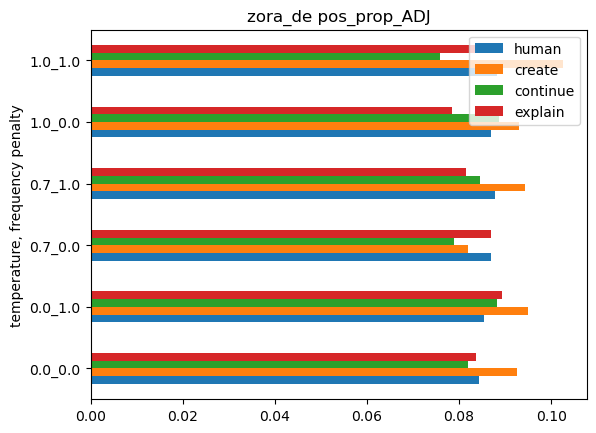 zora_de pos_prop_ADJ
human
create
continue
explain
temperature, frequency penalty
1.0_1.0
1.0_0.0
0.7_1.0
0.7_0.0
0.0_1.0
0.0_0.0
0.00 0.02 0.04 0.06 0.08 0.10